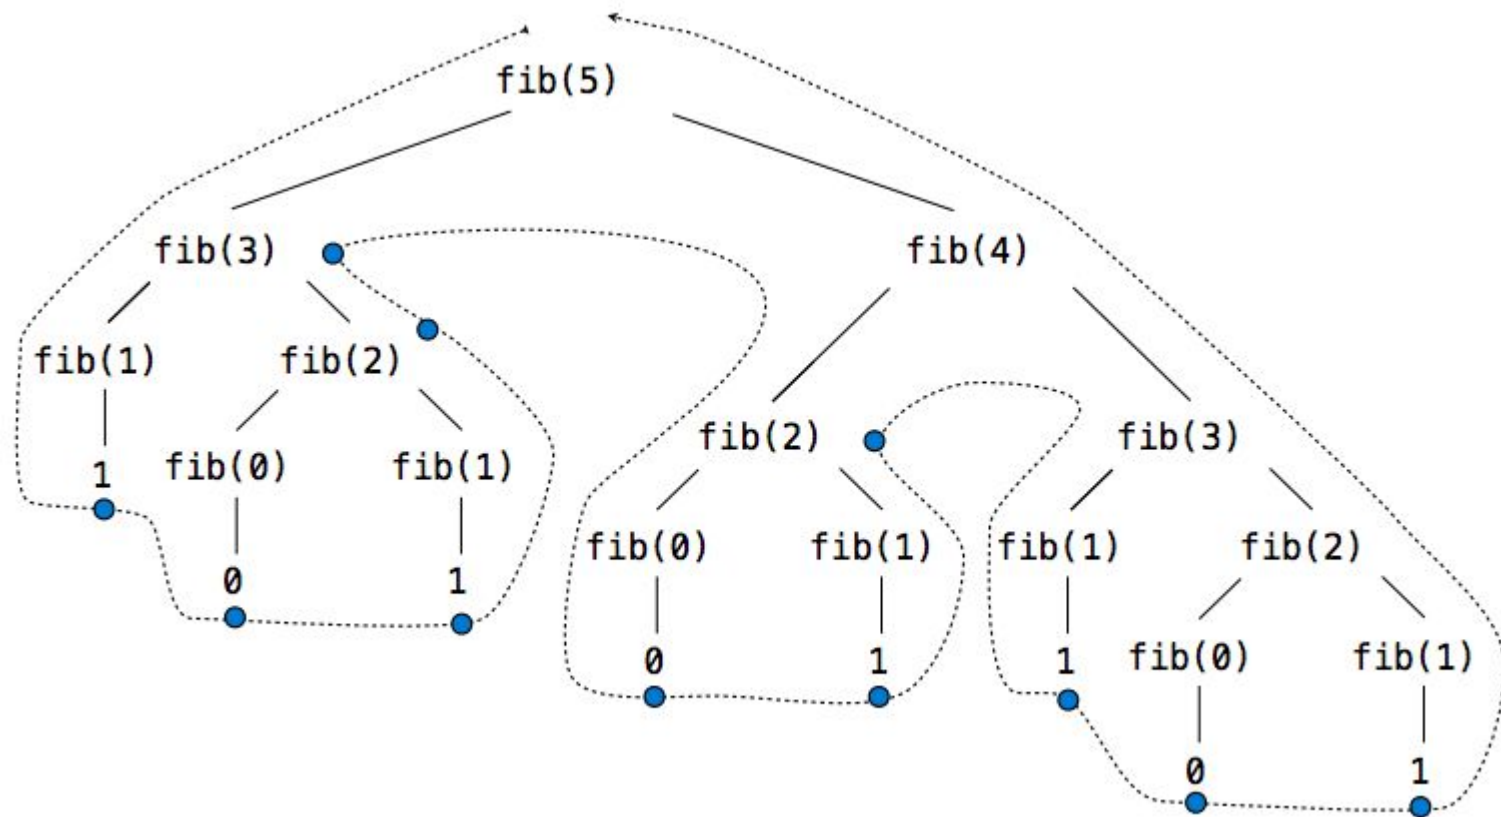 fib(5)
fib(3) fib(4)
fib(1) fib(2)
fib(2) fib(3)
1 fib(0) fib(1)
fib(0) fib(1) fib(1) fib(2)
0 1
0 1 1 fib(0) fib(1)
0 1